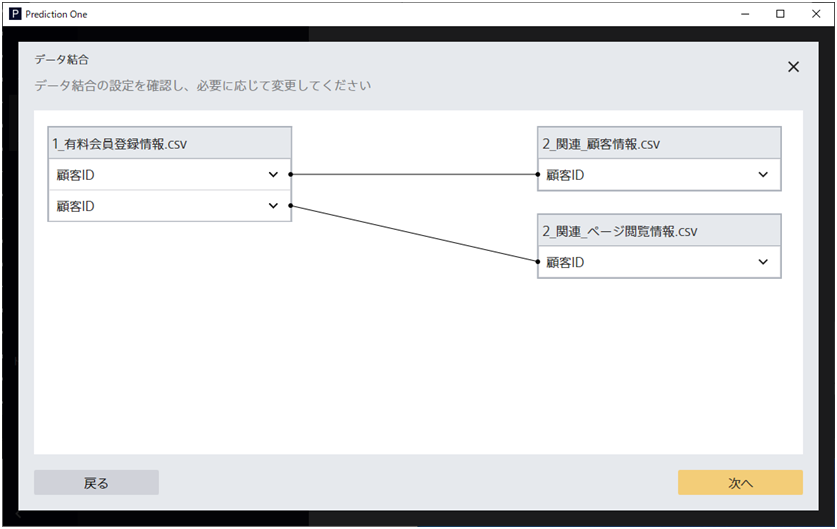 P Prediction One
データ結合
データ結合の設定を確認し、必要に応じて変更してください
1_有料会員登録情報.csv
顧客ID
顧客ID
2_関連_顧客情報.csv
顧客ID
2_関連_ページ閲覧情報.csv
顧客ID
戻る
次へ